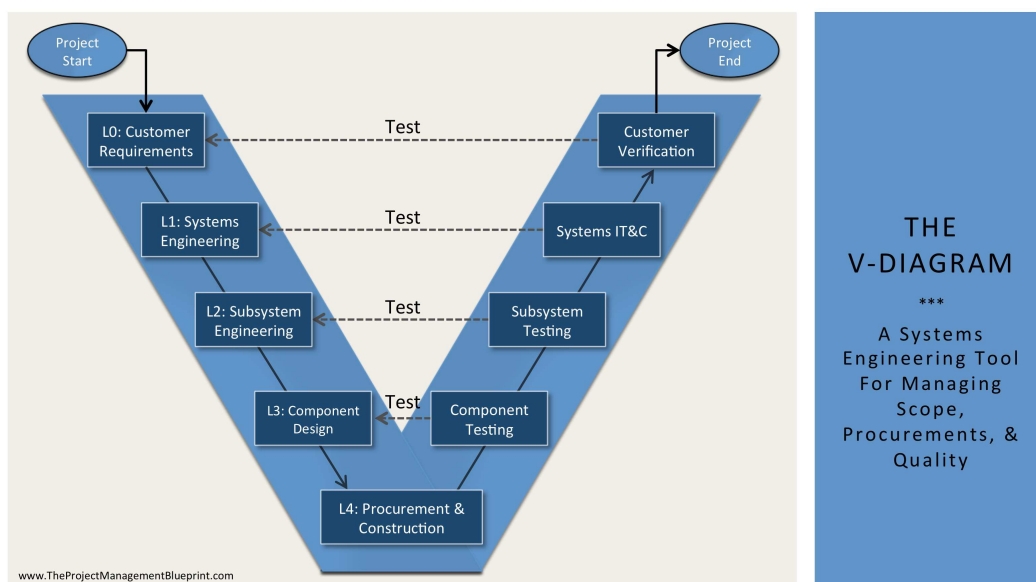 Project
Start
Project
End
L0: Customer
Requirements
Test
Customer
Verification
L1: Systems
Engineering
Test
Systems IT&C
L2: Subsystem
Engineering
Test
Subsystem
Testing
L3: Component
Design
Test
Component
Testing
L4: Procurement &
Construction
www.TheProjectManagementBlueprint.com
THE
V-DIAGRAM
***
A Systems
Engineering Tool
For Managing
Scope,
Procurements, &
Quality